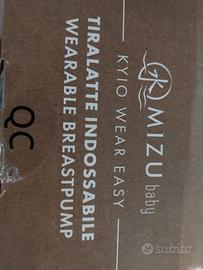 MIZU
baby
KYIO WEAR EASY
TIRALATTE INDOSSABILE
WEARABLE BREASTPUMP
QC
subito